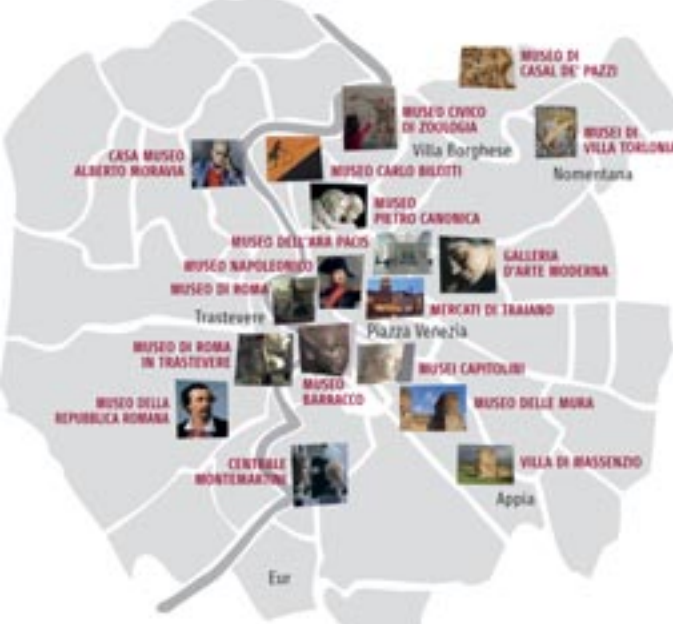 MUSEO DI
CASAL DE' PAZZI
MUSEO CIVICO
DI ZOOLOGIA
Villa Borghese
MUSEI DI
VILLA TORLONIA
Nomentana
CASA MUSEO
ALBERTO MORAVIA
MUSEO CARLO BILOTTI
MUSEO
PIETRO CANONICA
MUSEO DELL'ARA PACIS
GALLERIA
D'ARTE MODERNA
MUSEO NAPOLEONICO
MUSEO DI ROMA
MERCATI DI TRAIANO
Trastevere
Piazza Venezia
MUSEO DI ROMA
IN TRASTEVERE
MUSEI CAPITOLINI
MUSEO
BARRACCO
MUSEO DELLA
REPUBBLICA ROMANA
MUSEO DELLE MURA
CENTRALE
MONTEMARTINI
VILLA DI MASSENZIO
Appia
Eur